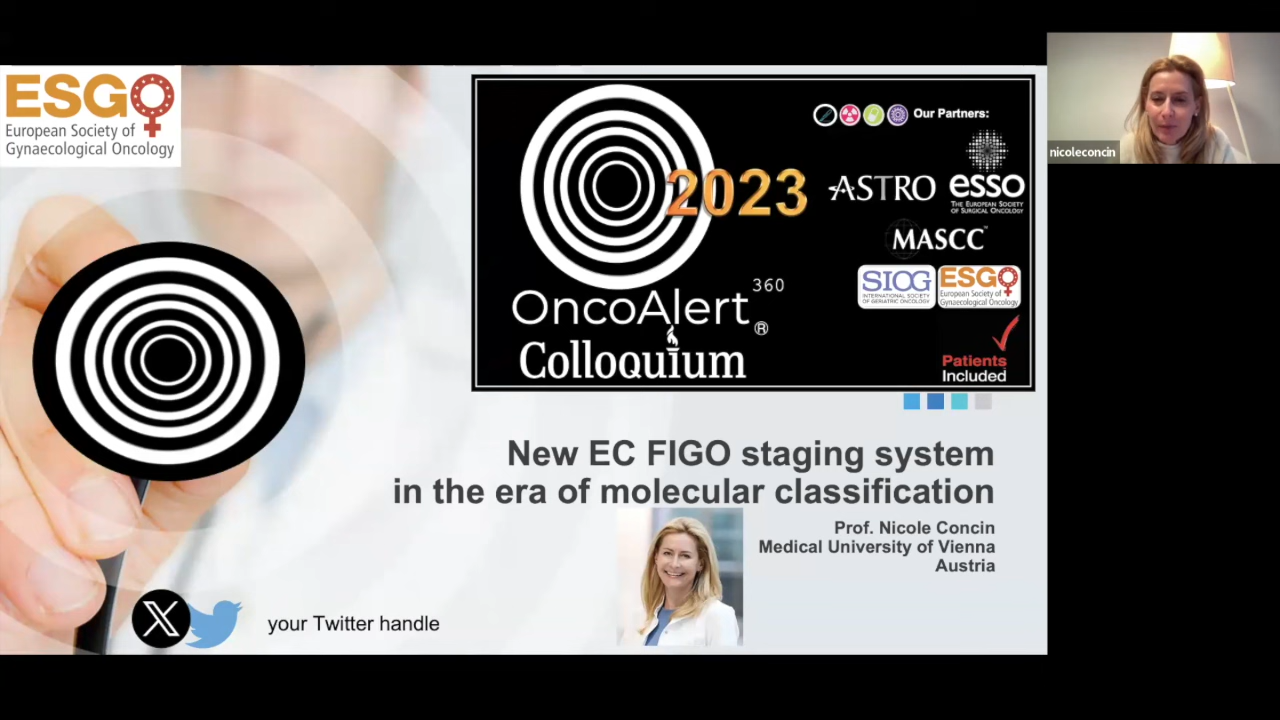 ESGO
European Society of
Gynaecological Oncology
Our Partners:
2023
ASTRO
esso
THE EUROPEAN SOCIETY
OF SURGICAL ONCOLOGY
MASCC
SIOG
INTERNATIONAL SOCIETY
OF GERIATRIC ONCOLOGY
ESGO
European Society of
Gynaecological Oncology
OncoAlert 360 ®
Colloquium
Patients
Included
nicoleconcin
New EC FIGO staging system
in the era of molecular classification
Prof. Nicole Concin
Medical University of Vienna
Austria
your Twitter handle